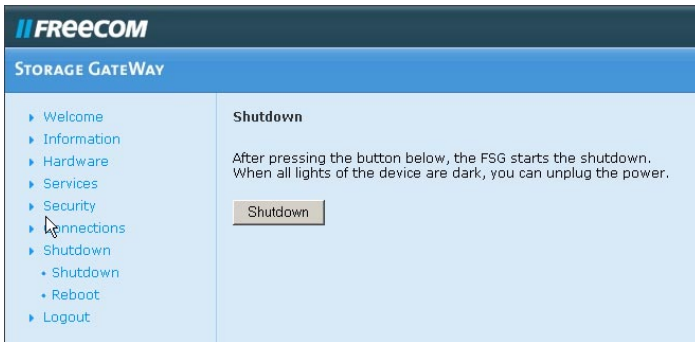 FREECOM
STORAGE GATEWAY
Welcome
Information
Hardware
Services
Security
Connections
Shutdown
• Shutdown
• Reboot
Logout
Shutdown
After pressing the button below, the FSG starts the shutdown.
When all lights of the device are dark, you can unplug the power.
Shutdown